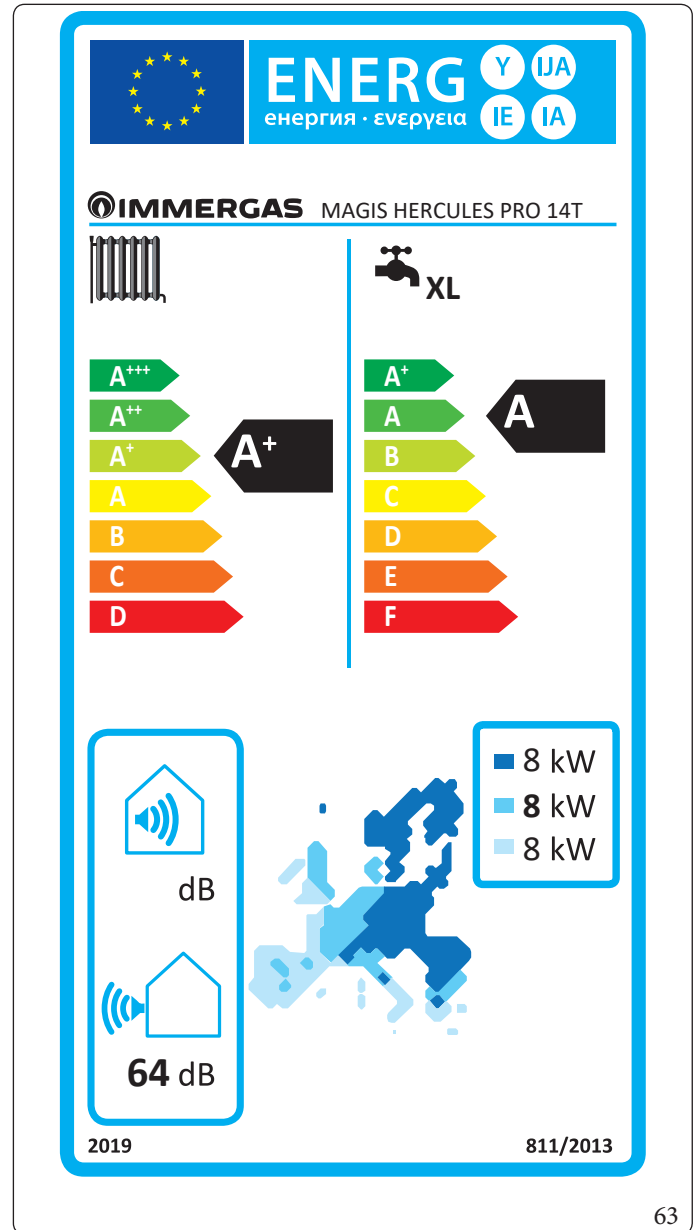 ENERG Y IJA
енергия · ενεργεια IE IA
IMMERGAS MAGIS HERCULES PRO 14T
XL
A+++
A++
A+
A
B
C
D
A+
A+
A
B
C
D
E
F
A
8 kW
8 kW
8 kW
dB
64 dB
2019
811/2013
63